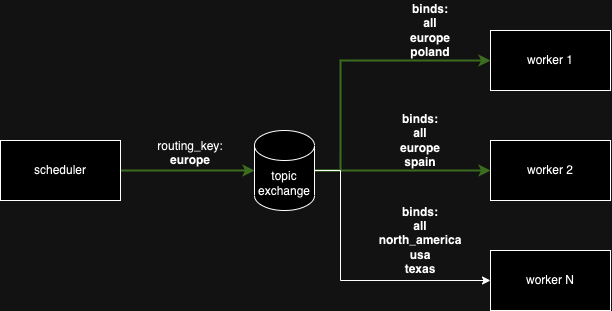 binds:
all
europe
poland
worker 1
scheduler
routing_key:
europe
topic
exchange
binds:
all
europe
spain
worker 2
binds:
all
north_america
usa
texas
worker N